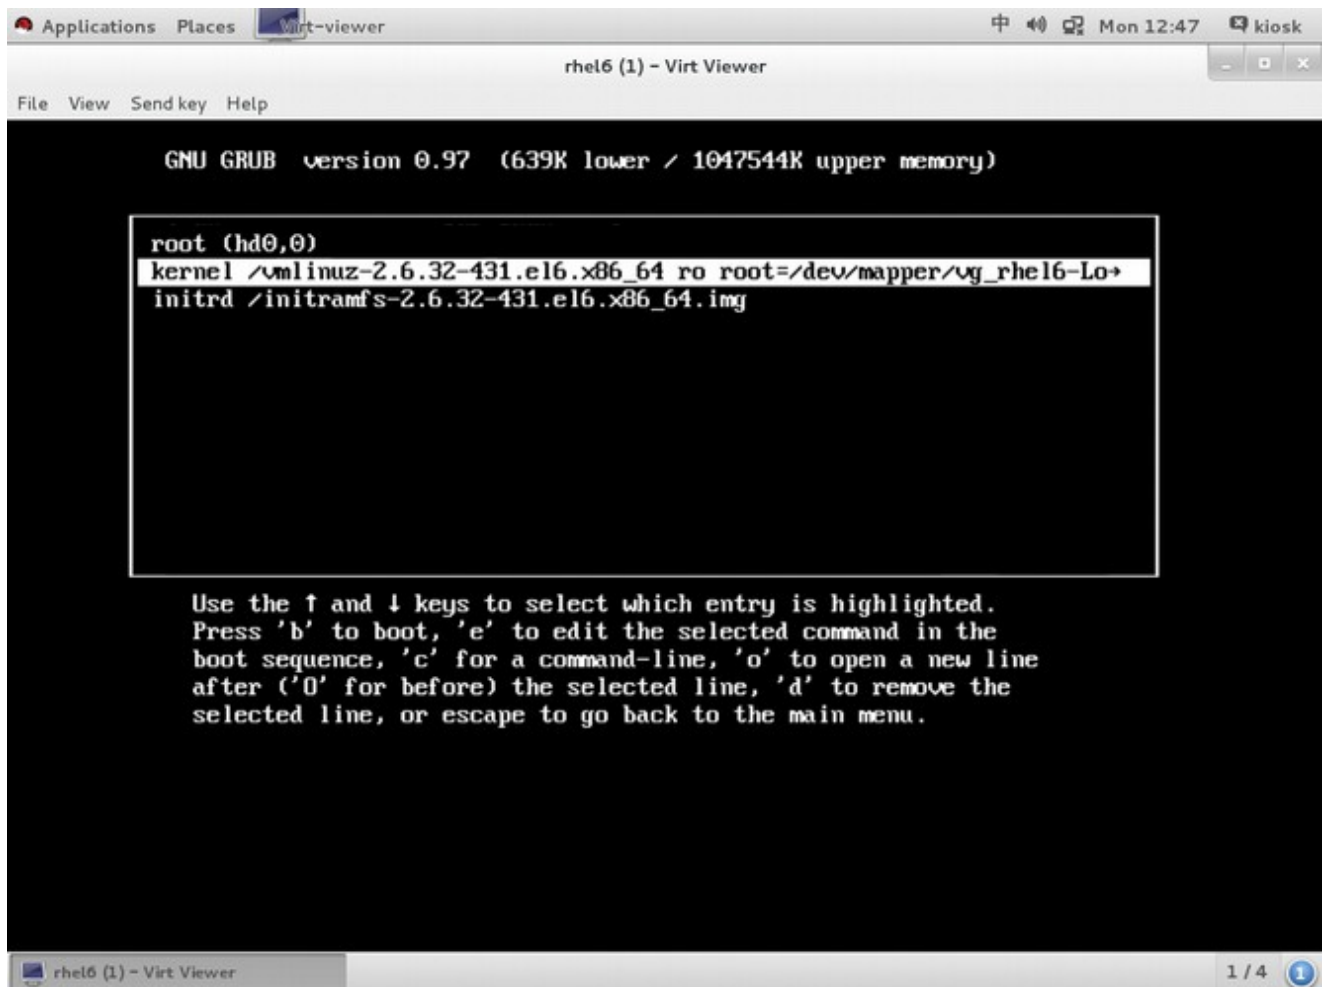 Applications Places Virt-viewer 中 Mon 12:47 kiosk
rhel6 (1) – Virt Viewer
File View Send key Help
GNU GRUB version 0.97 (639K lower / 1047544K upper memory)
root (hd0,0)
kernel /vmlinuz-2.6.32-431.el6.x86_64 ro root=/dev/mapper/vg_rhel6-Lo→
initrd /initramfs-2.6.32-431.el6.x86_64.img
Use the ↑ and ↓ keys to select which entry is highlighted.
Press 'b' to boot, 'e' to edit the selected command in the
boot sequence, 'c' for a command-line, 'o' to open a new line
after ('O' for before) the selected line, 'd' to remove the
selected line, or escape to go back to the main menu.
rhel6 (1) – Virt Viewer 1 / 4 1